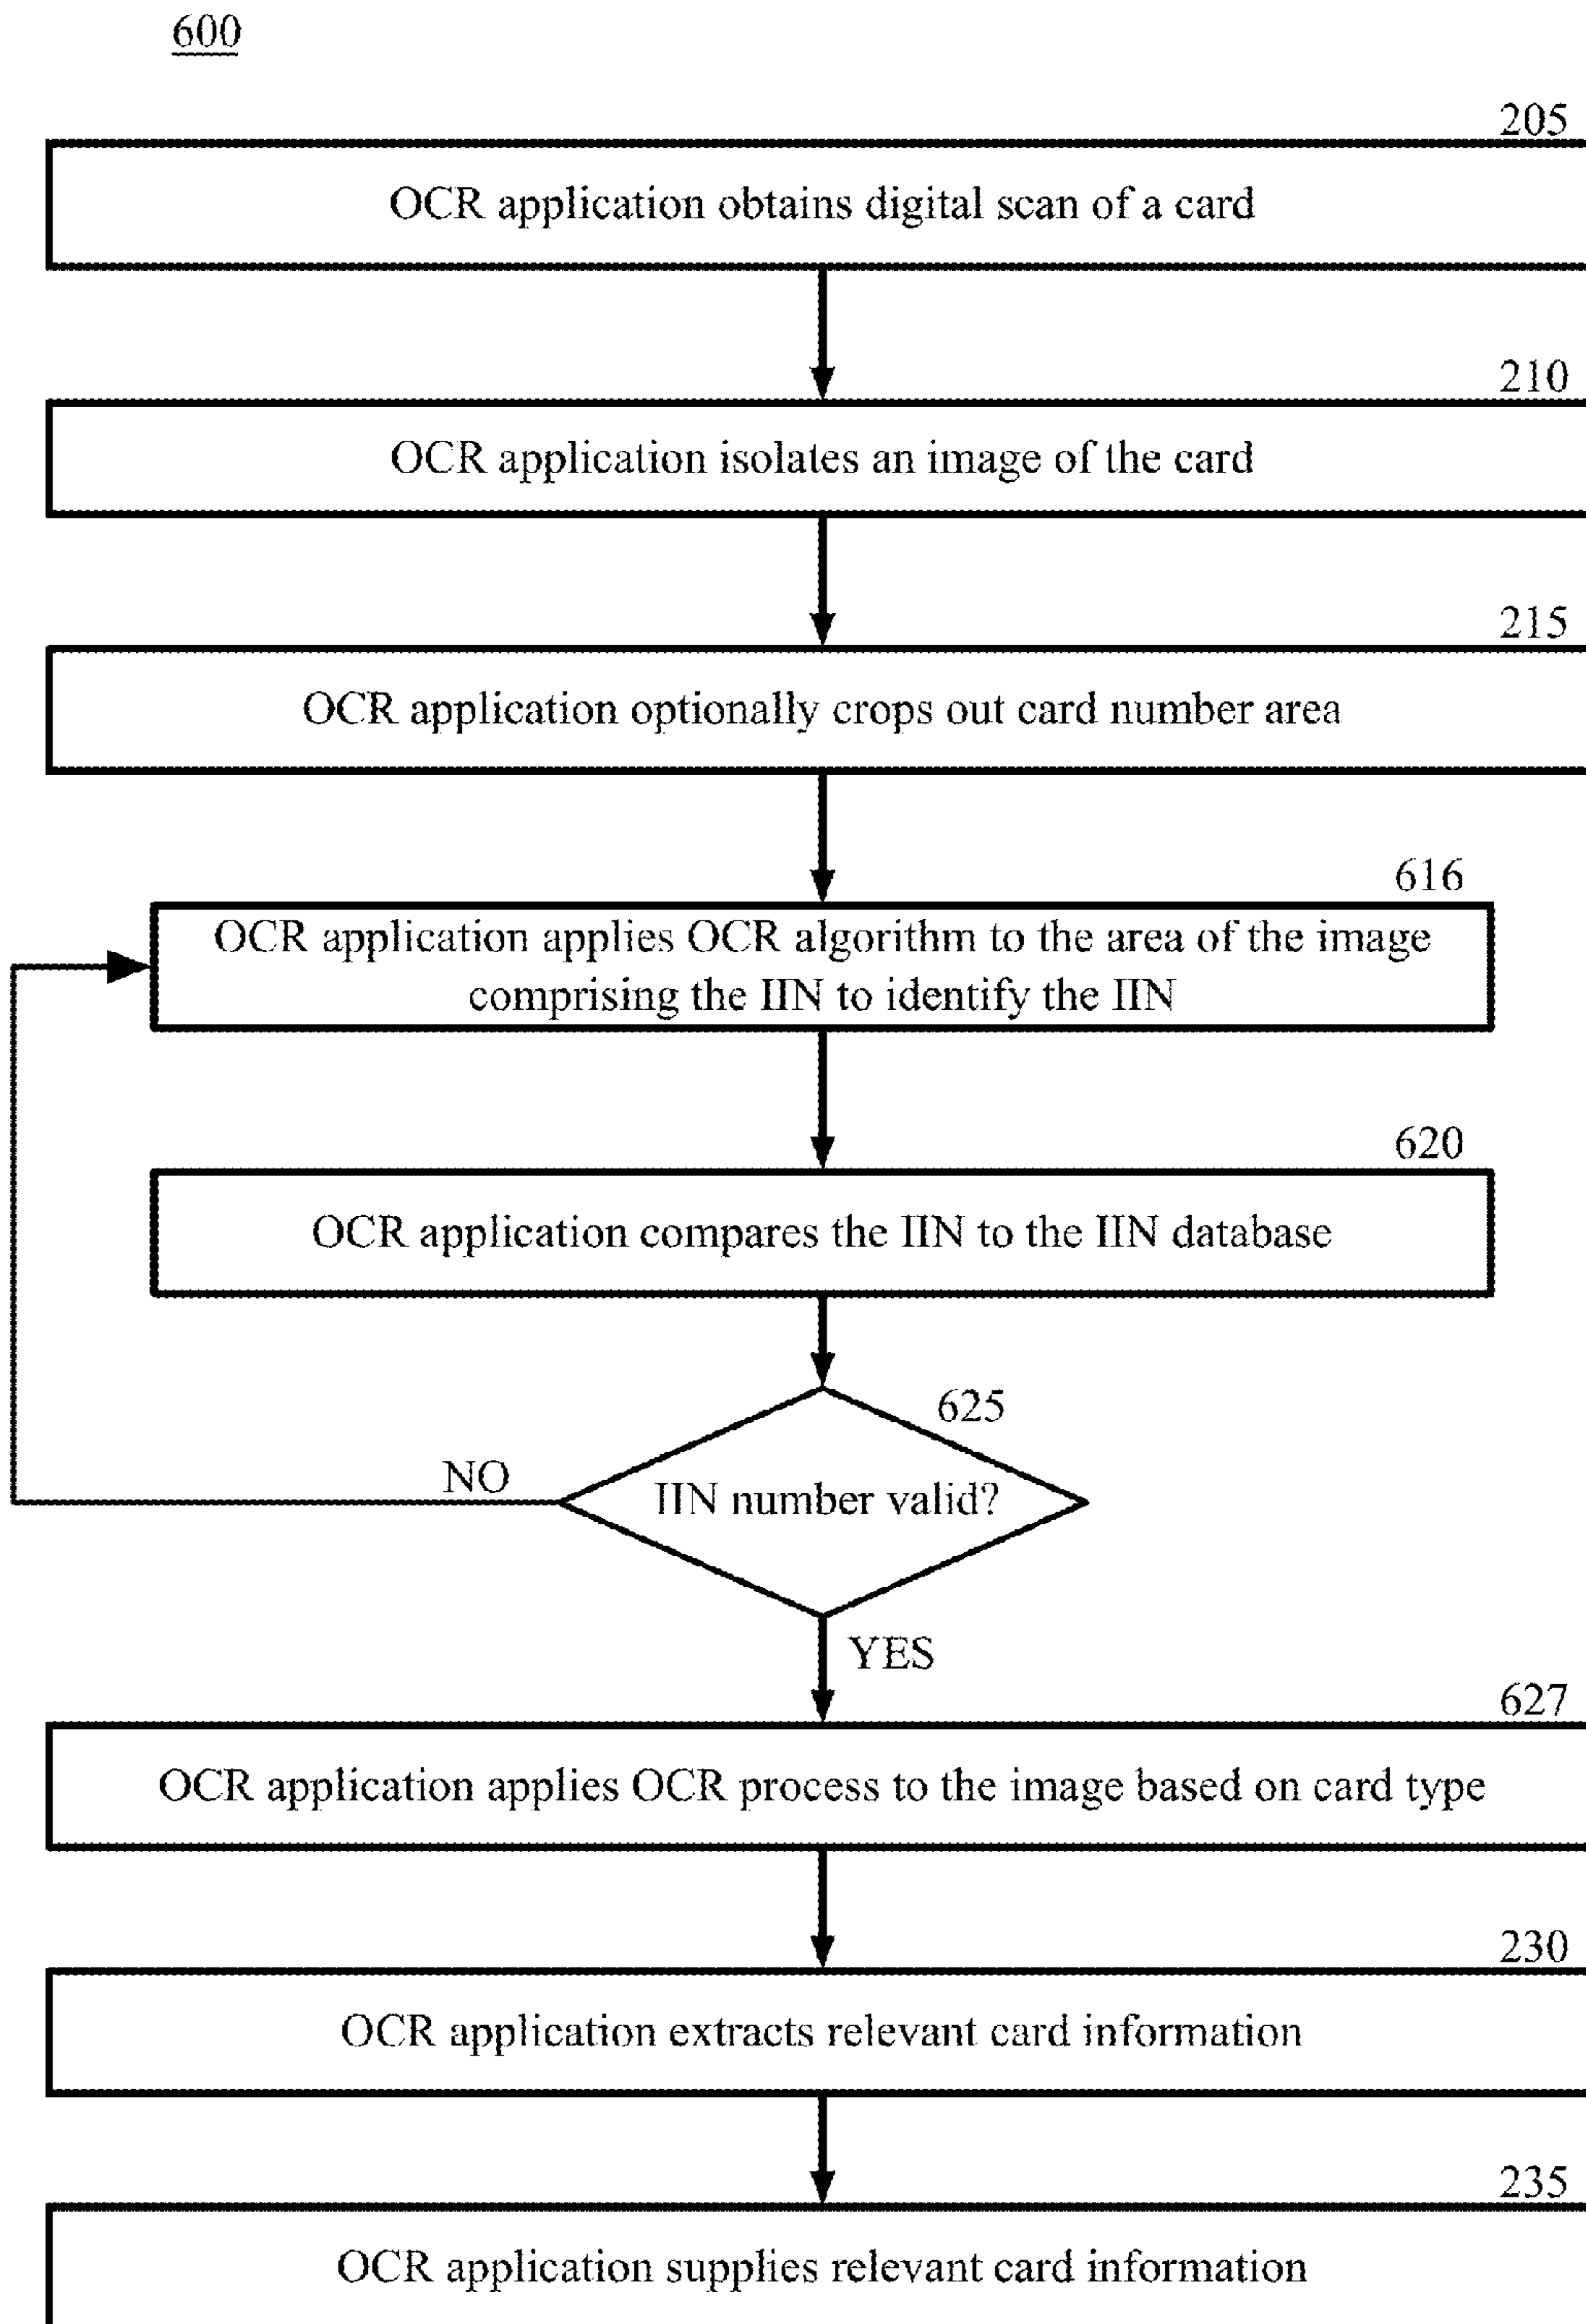 600
205
OCR application obtains digital scan of a card
210
OCR application isolates an image of the card
215
OCR application optionally crops out card number area
616
OCR application applies OCR algorithm to the area of the image
comprising the IIN to identify the IIN
620
OCR application compares the IIN to the IIN database
625
IIN number valid?
NO
YES
627
OCR application applies OCR process to the image based on card type
230
OCR application extracts relevant card information
235
OCR application supplies relevant card information